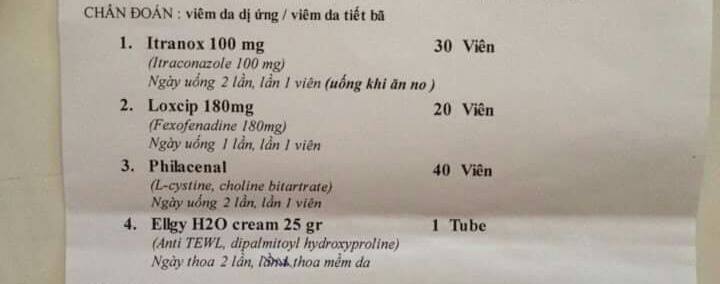 CHẨN ĐOÁN : viêm da dị ứng / viêm da tiết bã
1. Itranox 100 mg 30 Viên
(Itraconazole 100 mg)
Ngày uống 2 lần, lần 1 viên (uống khi ăn no )
2. Loxcip 180mg 20 Viên
(Fexofenadine 180mg)
Ngày uống 1 lần, lần 1 viên
3. Philacenal 40 Viên
(L-cystine, choline bitartrate)
Ngày uống 2 lần, lần 1 viên
4. Ellgy H2O cream 25 gr 1 Tube
(Anti TEWL, dipalmitoyl hydroxyproline)
Ngày thoa 2 lần, thoa mềm da